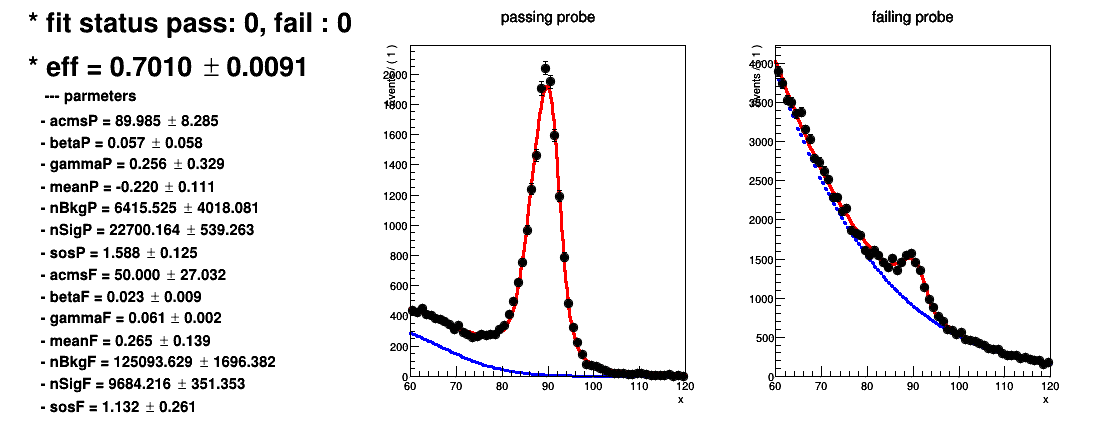 * fit status pass: 0, fail : 0
* eff = 0.7010 ± 0.0091
--- parmeters
- acmsP = 89.985 ± 8.285
- betaP = 0.057 ± 0.058
- gammaP = 0.256 ± 0.329
- meanP = -0.220 ± 0.111
- nBkgP = 6415.525 ± 4018.081
- nSigP = 22700.164 ± 539.263
- sosP = 1.588 ± 0.125
- acmsF = 50.000 ± 27.032
- betaF = 0.023 ± 0.009
- gammaF = 0.061 ± 0.002
- meanF = 0.265 ± 0.139
- nBkgF = 125093.629 ± 1696.382
- nSigF = 9684.216 ± 351.353
- sosF = 1.132 ± 0.261
passing probe
Events / ( 1 )
2000
1800
1600
1400
1200
1000
800
600
400
200
0
60 70 80 90 100 110 120
x
failing probe
Events / ( 1 )
4000
3500
3000
2500
2000
1500
1000
500
0
60 70 80 90 100 110 120
x